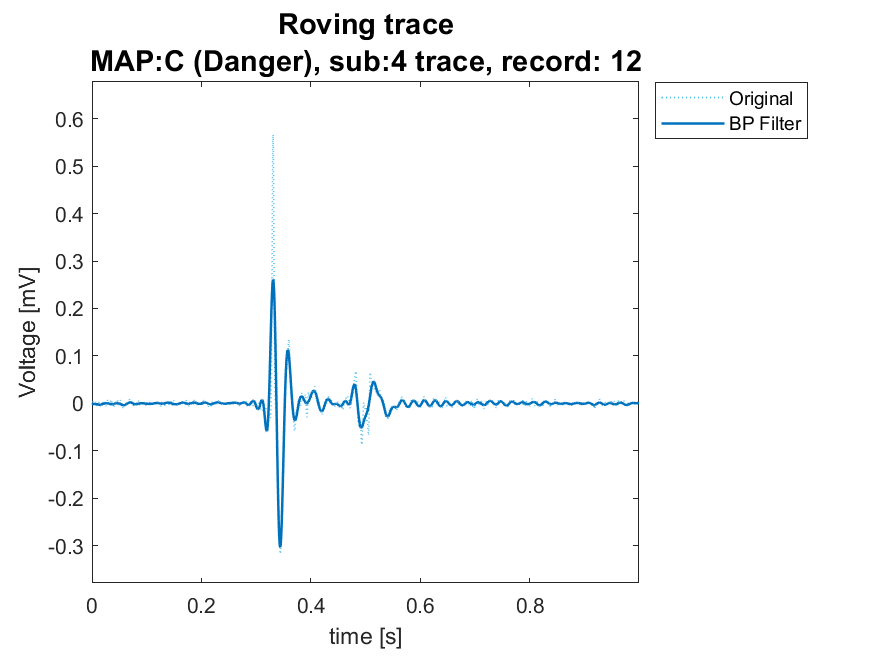 Roving trace
MAP:C (Danger), sub:4 trace, record: 12
Original
BP Filter
0.6
0.5
0.4
0.3
0.2
0.1
0
-0.1
-0.2
-0.3
Voltage [mV]
0 0.2 0.4 0.6 0.8
time [s]